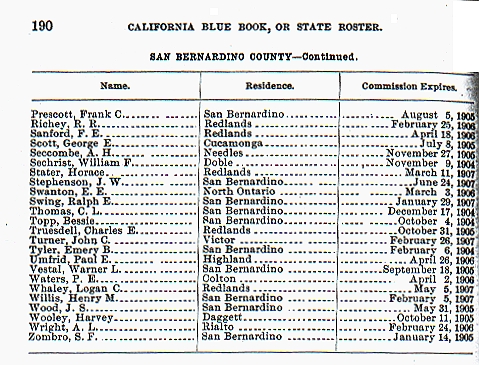 190 CALIFORNIA BLUE BOOK, OR STATE ROSTER.
SAN BERNARDINO COUNTY—Continued.
Name. Residence. Commission Expires.
Prescott, Frank C. San Bernardino August 5, 1905
Richey, R. R. Redlands February 25, 1906
Sanford, F. E. Redlands April 18, 1906
Scott, George E. Cucamonga July 8, 1905
Seccombe, A. H. Needles November 27, 1905
Sechrist, William F. Doble November 9, 1904
Slater, Horace Redlands March 11, 1907
Stephenson, J. W. San Bernardino June 24, 1907
Swanton, E. E. North Ontario March 3, 1906
Swing, Ralph E. San Bernardino January 29, 1907
Thomas, C. L. San Bernardino December 17, 1904
Topp, Bessie San Bernardino October 4, 1904
Truesdell, Charles E. Redlands October 31, 1905
Turner, John C. Victor February 26, 1907
Tyler, Emery B. San Bernardino February 6, 1904
Umfrid, Paul E. Highland April 26, 1906
Vestal, Warner L. San Bernardino September 18, 1905
Waters, P. E. Colton April 2, 1906
Whaley, Logan C. Redlands May 5, 1907
Willis, Henry M San Bernardino February 5, 1907
Wood, J. S. San Bernardino May 31, 1905
Wooley, Harvey Daggett October 11, 1905
Wright, A. L. Rialto February 24, 1906
Zombro, S. F. San Bernardino January 14, 1905